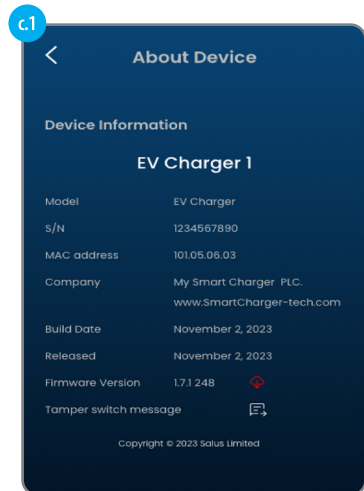 c.1
About Device
Device Information
EV Charger 1
Model EV Charger
S/N 1234567890
MAC address 101.05.06.03
Company My Smart Charger PLC.
www.SmartCharger-tech.com
Build Date November 2, 2023
Released November 2, 2023
Firmware Version 1.7.1 248
Tamper switch message
Copyright © 2023 Salus Limited